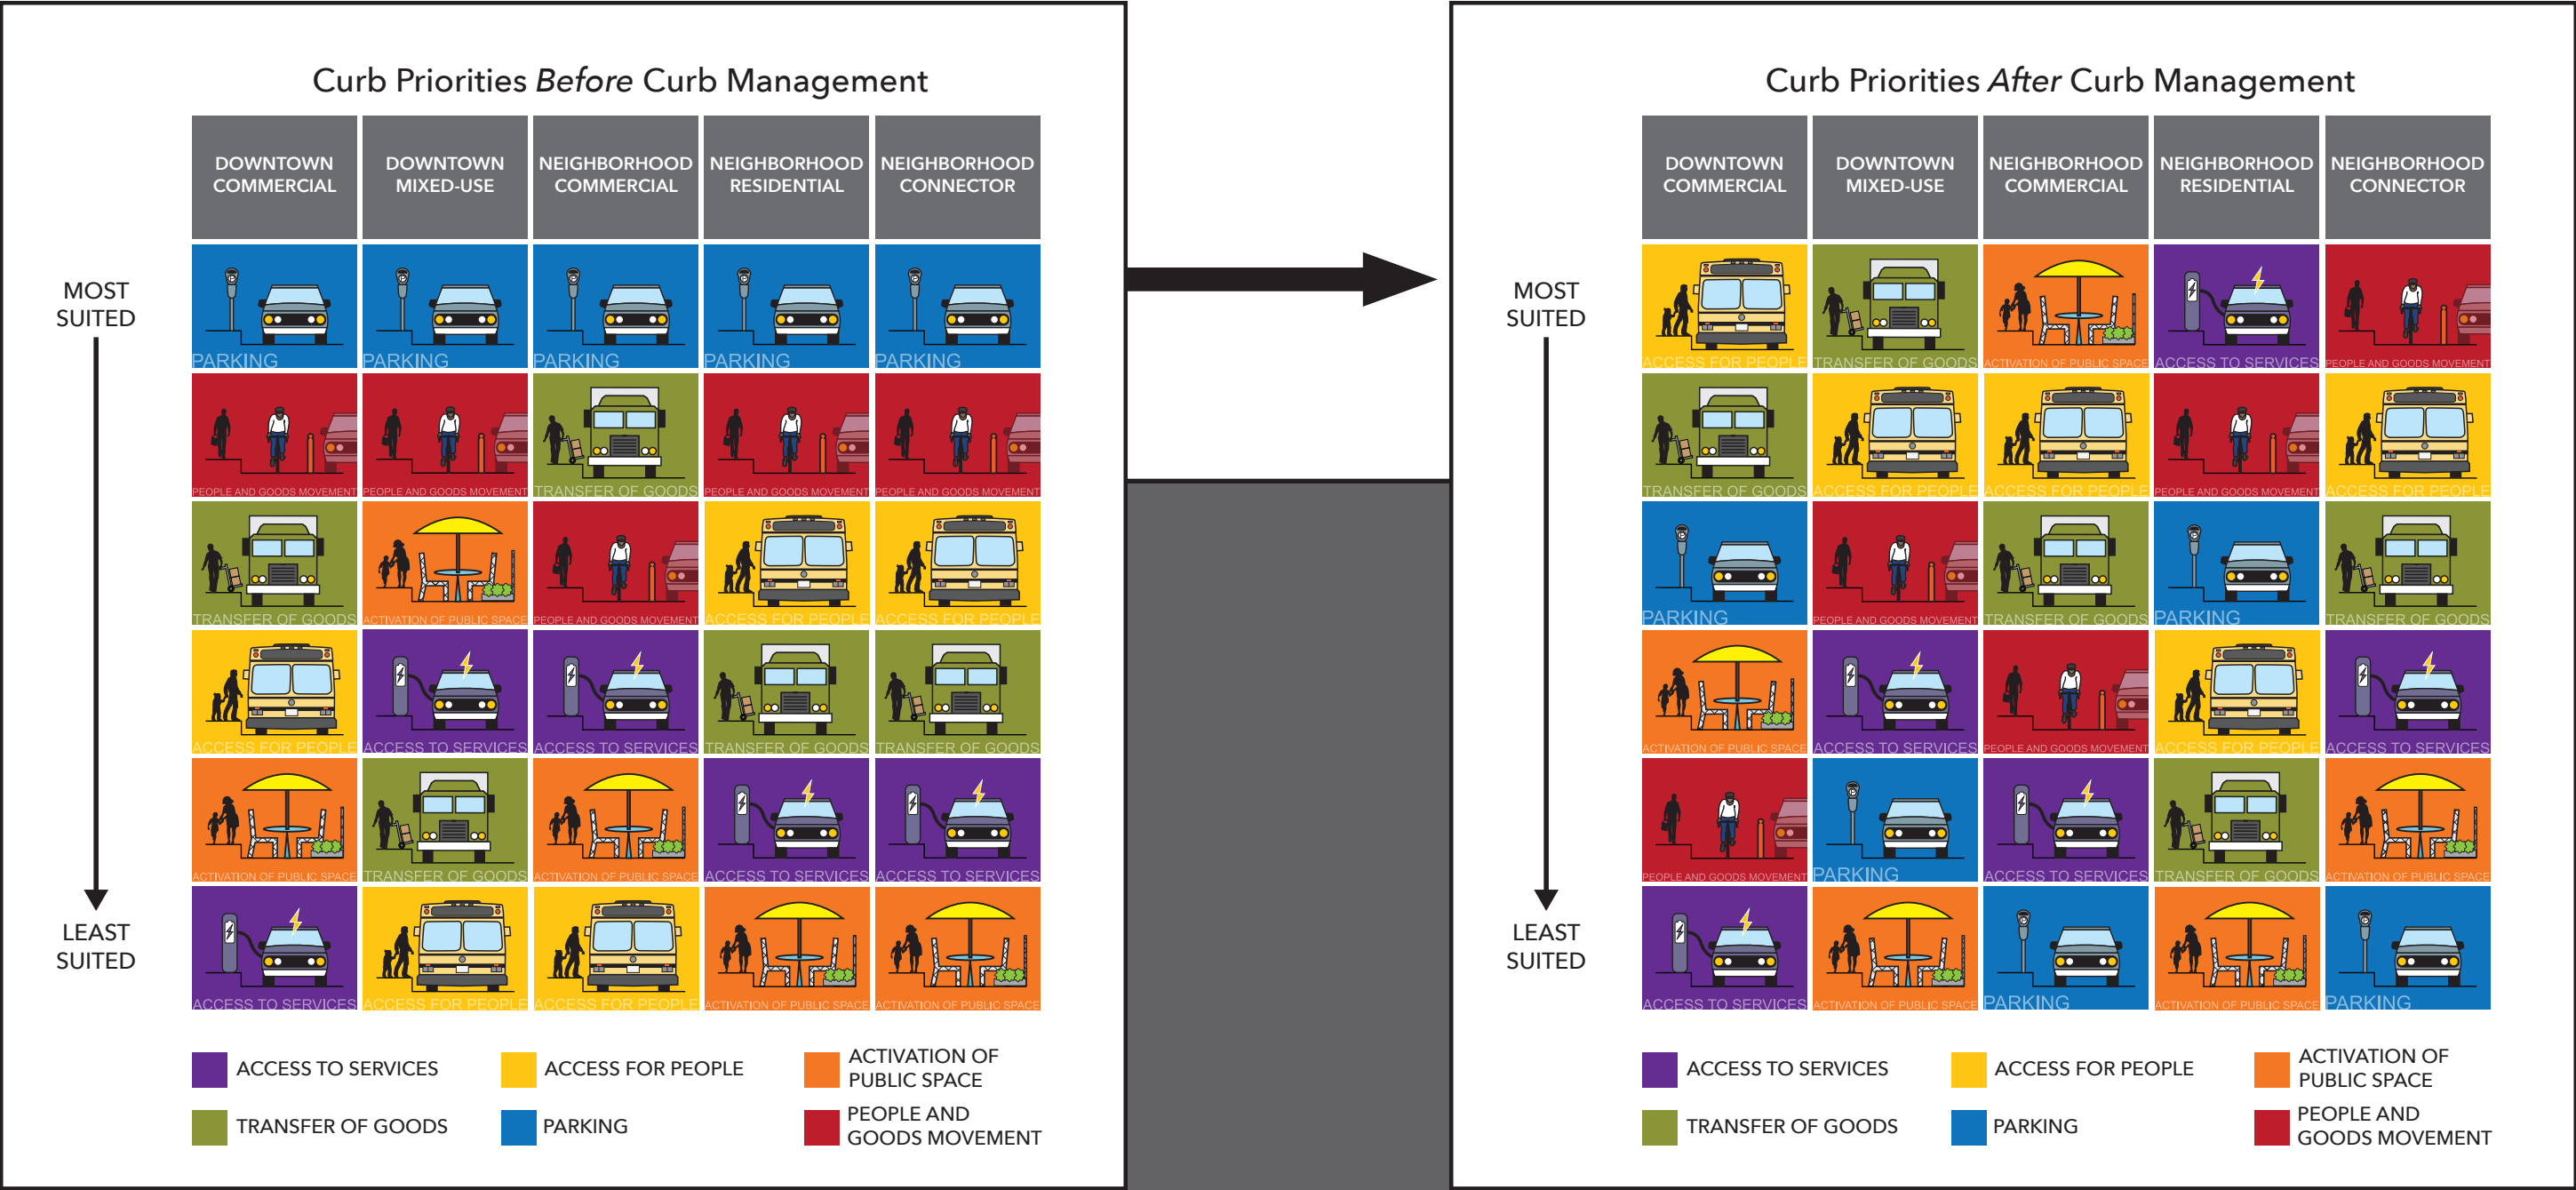 Curb Priorities Before Curb Management
DOWNTOWN
COMMERCIAL
DOWNTOWN
MIXED-USE
NEIGHBORHOOD
COMMERCIAL
NEIGHBORHOOD
RESIDENTIAL
NEIGHBORHOOD
CONNECTOR
MOST
SUITED
PARKING
PARKING
PARKING
PARKING
PARKING
PEOPLE AND GOODS MOVEMENT
PEOPLE AND GOODS MOVEMENT
TRANSFER OF GOODS
PEOPLE AND GOODS MOVEMENT
PEOPLE AND GOODS MOVEMENT
TRANSFER OF GOODS
ACTIVATION OF PUBLIC SPACE
PEOPLE AND GOODS MOVEMENT
ACCESS FOR PEOPLE
ACCESS FOR PEOPLE
ACCESS FOR PEOPLE
ACCESS TO SERVICES
ACCESS TO SERVICES
TRANSFER OF GOODS
TRANSFER OF GOODS
ACTIVATION OF PUBLIC SPACE
TRANSFER OF GOODS
ACTIVATION OF PUBLIC SPACE
ACCESS TO SERVICES
ACCESS TO SERVICES
LEAST
SUITED
ACCESS TO SERVICES
ACCESS FOR PEOPLE
ACCESS FOR PEOPLE
ACTIVATION OF PUBLIC SPACE
ACTIVATION OF PUBLIC SPACE
ACCESS TO SERVICES
ACCESS FOR PEOPLE
ACTIVATION OF
PUBLIC SPACE
TRANSFER OF GOODS
PARKING
PEOPLE AND
GOODS MOVEMENT
Curb Priorities After Curb Management
DOWNTOWN
COMMERCIAL
DOWNTOWN
MIXED-USE
NEIGHBORHOOD
COMMERCIAL
NEIGHBORHOOD
RESIDENTIAL
NEIGHBORHOOD
CONNECTOR
MOST
SUITED
ACCESS FOR PEOPLE
TRANSFER OF GOODS
ACTIVATION OF PUBLIC SPACE
ACCESS TO SERVICES
PEOPLE AND GOODS MOVEMENT
TRANSFER OF GOODS
ACCESS FOR PEOPLE
ACCESS FOR PEOPLE
PEOPLE AND GOODS MOVEMENT
ACCESS FOR PEOPLE
PARKING
PEOPLE AND GOODS MOVEMENT
TRANSFER OF GOODS
PARKING
TRANSFER OF GOODS
ACTIVATION OF PUBLIC SPACE
ACCESS TO SERVICES
PEOPLE AND GOODS MOVEMENT
ACCESS FOR PEOPLE
ACCESS TO SERVICES
PEOPLE AND GOODS MOVEMENT
PARKING
ACCESS TO SERVICES
TRANSFER OF GOODS
ACTIVATION OF PUBLIC SPACE
LEAST
SUITED
ACCESS TO SERVICES
ACTIVATION OF PUBLIC SPACE
PARKING
ACTIVATION OF PUBLIC SPACE
PARKING
ACCESS TO SERVICES
ACCESS FOR PEOPLE
ACTIVATION OF
PUBLIC SPACE
TRANSFER OF GOODS
PARKING
PEOPLE AND
GOODS MOVEMENT